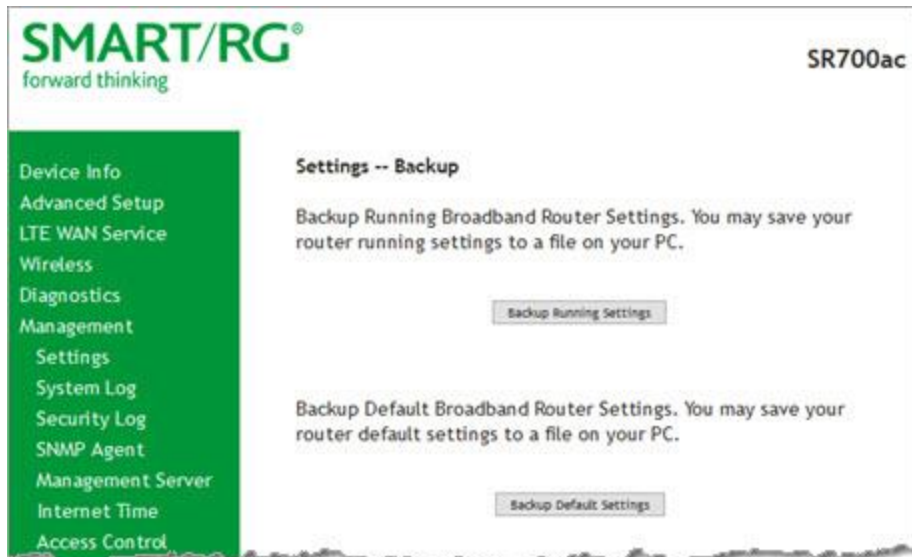 SMART/RG®
forward thinking
SR700ac
Device Info
Advanced Setup
LTE WAN Service
Wireless
Diagnostics
Management
Settings
System Log
Security Log
SNMP Agent
Management Server
Internet Time
Access Control
Settings -- Backup
Backup Running Broadband Router Settings. You may save your
router running settings to a file on your PC.
Backup Running Settings
Backup Default Broadband Router Settings. You may save your
router default settings to a file on your PC.
Backup Default Settings